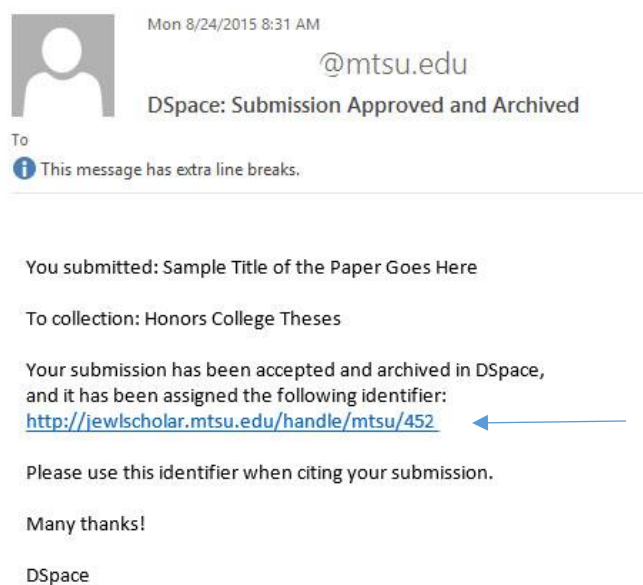 Mon 8/24/2015 8:31 AM
@mtsu.edu
DSpace: Submission Approved and Archived
To
This message has extra line breaks.
You submitted: Sample Title of the Paper Goes Here
To collection: Honors College Theses
Your submission has been accepted and archived in DSpace,
and it has been assigned the following identifier:
http://jewlscholar.mtsu.edu/handle/mtsu/452
Please use this identifier when citing your submission.
Many thanks!
DSpace